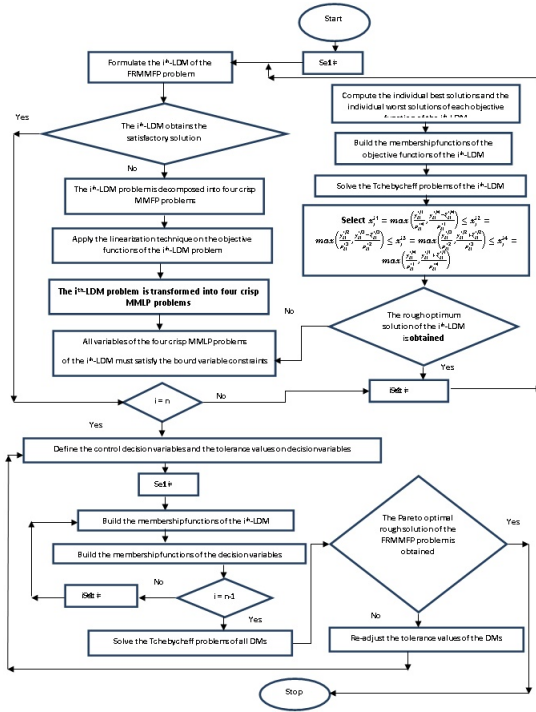 Start
Formulate the iᵗʰ-LDM of the
FRMMFP problem
Compute the individual best solutions and the
individual worst solutions of each objective
Yes
The iᵗʰ-LDM obtains the
satisfactory solution
Build the membership functions of the
objective functions of the iᵗʰ-LDM
No
Solve the Tchebycheff problems of the iᵗʰ-LDM
The iᵗʰ-LDM problem is decomposed into four crisp
MMFP problems
Select
Apply the linearization technique on the objective
functions of the iᵗʰ-LDM problem
The iᵗʰ-LDM problem is transformed into four crisp
MMLP problems
No
The rough optimum
solution of the iᵗʰ-LDM
is obtained
All variables of the four crisp MMLP problems
of the iᵗʰ-LDM must satisfy the bound variable constraints
Yes
i = n
No
Yes
Define the control decision variables and the tolerance values on decision variables
Build the membership functions of the iᵗʰ-LDM
The Pareto optimal
rough solution of the
FRMMFP problem is
obtained
Yes
Build the membership functions of the decision variables
No
i = n-1
Yes
No
Solve the Tchebycheff problems of all DMs
Re-adjust the tolerance values of the DMs
Stop